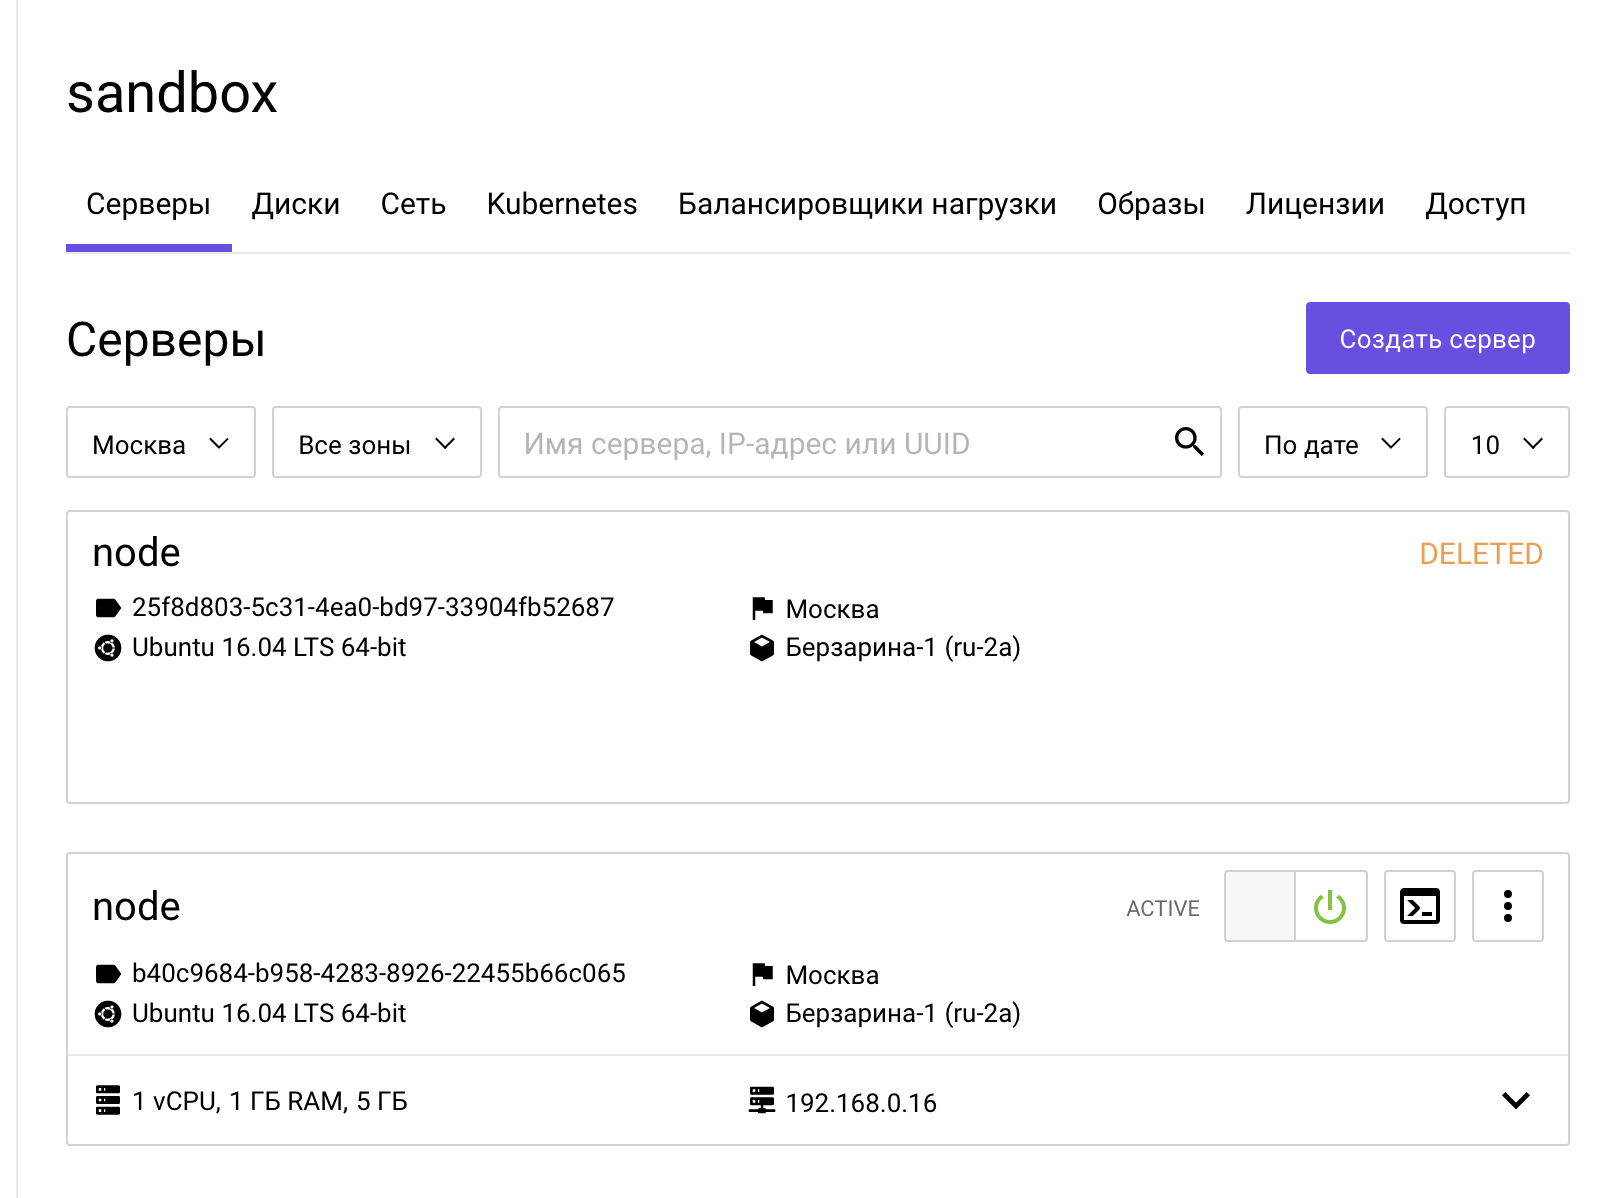 sandbox
Серверы Диски Сеть Kubernetes Балансировщики нагрузки Образы Лицензии Доступ
Серверы
Создать сервер
Москва Все зоны Имя сервера, IP-адрес или UUID По дате 10
node DELETED
25f8d803-5c31-4ea0-bd97-33904fb52687 Москва
Ubuntu 16.04 LTS 64-bit Берзарина-1 (ru-2a)
node ACTIVE
b40c9684-b958-4283-8926-22455b66c065 Москва
Ubuntu 16.04 LTS 64-bit Берзарина-1 (ru-2a)
1 vCPU, 1 ГБ RAM, 5 ГБ 192.168.0.16